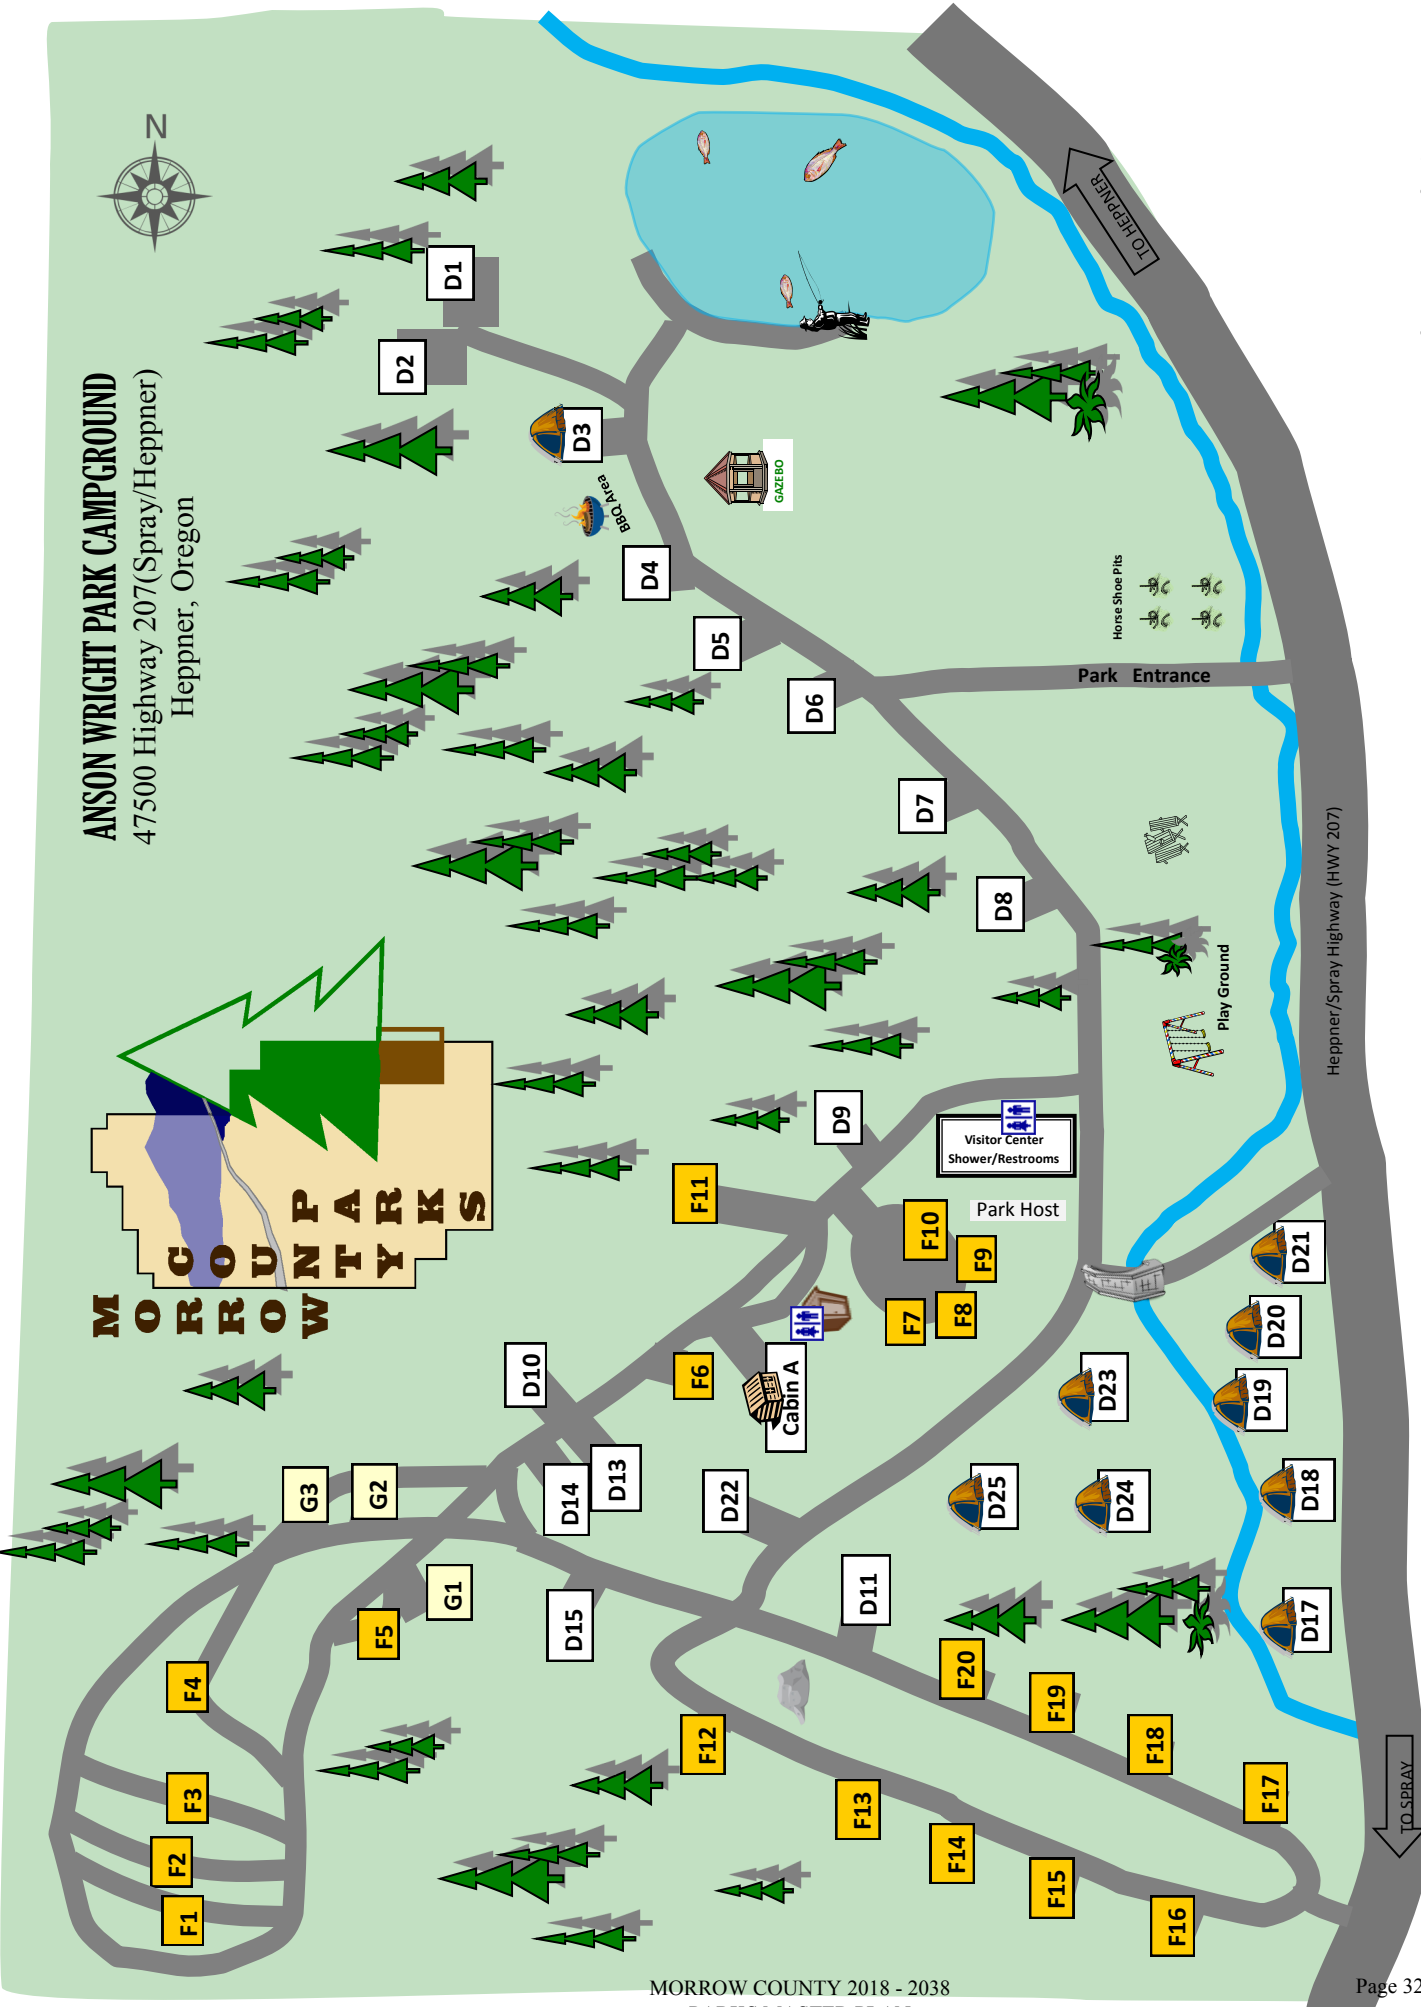 ANSON WRIGHT PARK CAMPGROUND
47500 Highway 207(Spray/Heppner)
Heppner, Oregon
N
MORROW
COUNTY
PARKS
D1
D2
D3
BBQ Area
GAZEBO
D4
D5
D6
D7
D8
D9
TO HEPPNER
Horse Shoe Pits
Park Entrance
Heppner/Spray Highway (HWY 207)
Play Ground
Visitor Center
Shower/Restrooms
Park Host
F11
F10
F9
F8
F7
F6
Cabin A
D10
D13
D14
D15
D22
D11
G3
G2
G1
F5
F4
F3
F2
F1
D21
D20
D19
D18
D17
D23
D24
D25
F12
F13
F14
F15
F16
F17
F18
F19
F20
TO SPRAY
MORROW COUNTY 2018 - 2038
Page 32